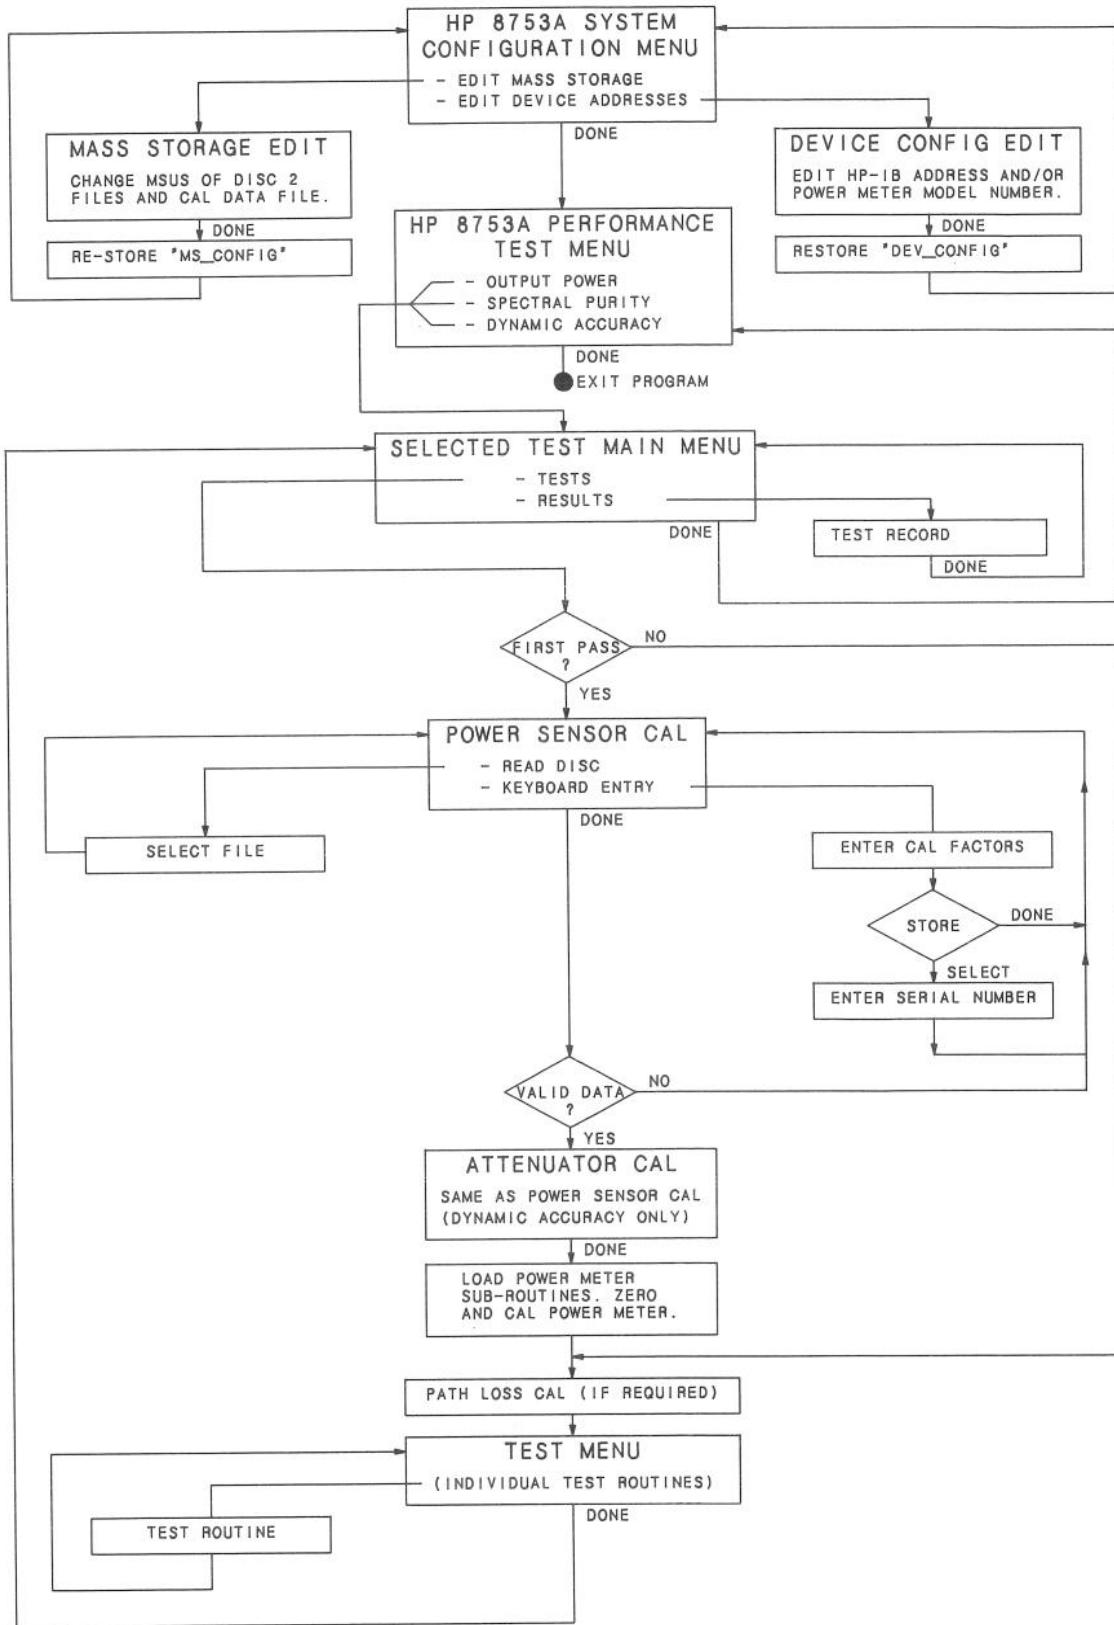 HP 8753A SYSTEM
CONFIGURATION MENU
- EDIT MASS STORAGE
- EDIT DEVICE ADDRESSES
DONE
MASS STORAGE EDIT
CHANGE MSUS OF DISC 2
FILES AND CAL DATA FILE.
DONE
RE-STORE "MS_CONFIG"
DEVICE CONFIG EDIT
EDIT HP-IB ADDRESS AND/OR
POWER METER MODEL NUMBER.
DONE
RESTORE "DEV_CONFIG"
HP 8753A PERFORMANCE
TEST MENU
- OUTPUT POWER
- SPECTRAL PURITY
- DYNAMIC ACCURACY
DONE
EXIT PROGRAM
SELECTED TEST MAIN MENU
- TESTS
- RESULTS
DONE
TEST RECORD
DONE
FIRST PASS
?
NO
YES
POWER SENSOR CAL
- READ DISC
- KEYBOARD ENTRY
DONE
SELECT FILE
ENTER CAL FACTORS
STORE
DONE
SELECT
ENTER SERIAL NUMBER
VALID DATA
?
NO
YES
ATTENUATOR CAL
SAME AS POWER SENSOR CAL
(DYNAMIC ACCURACY ONLY)
DONE
LOAD POWER METER
SUB-ROUTINES. ZERO
AND CAL POWER METER.
PATH LOSS CAL (IF REQUIRED)
TEST MENU
(INDIVIDUAL TEST ROUTINES)
DONE
TEST ROUTINE